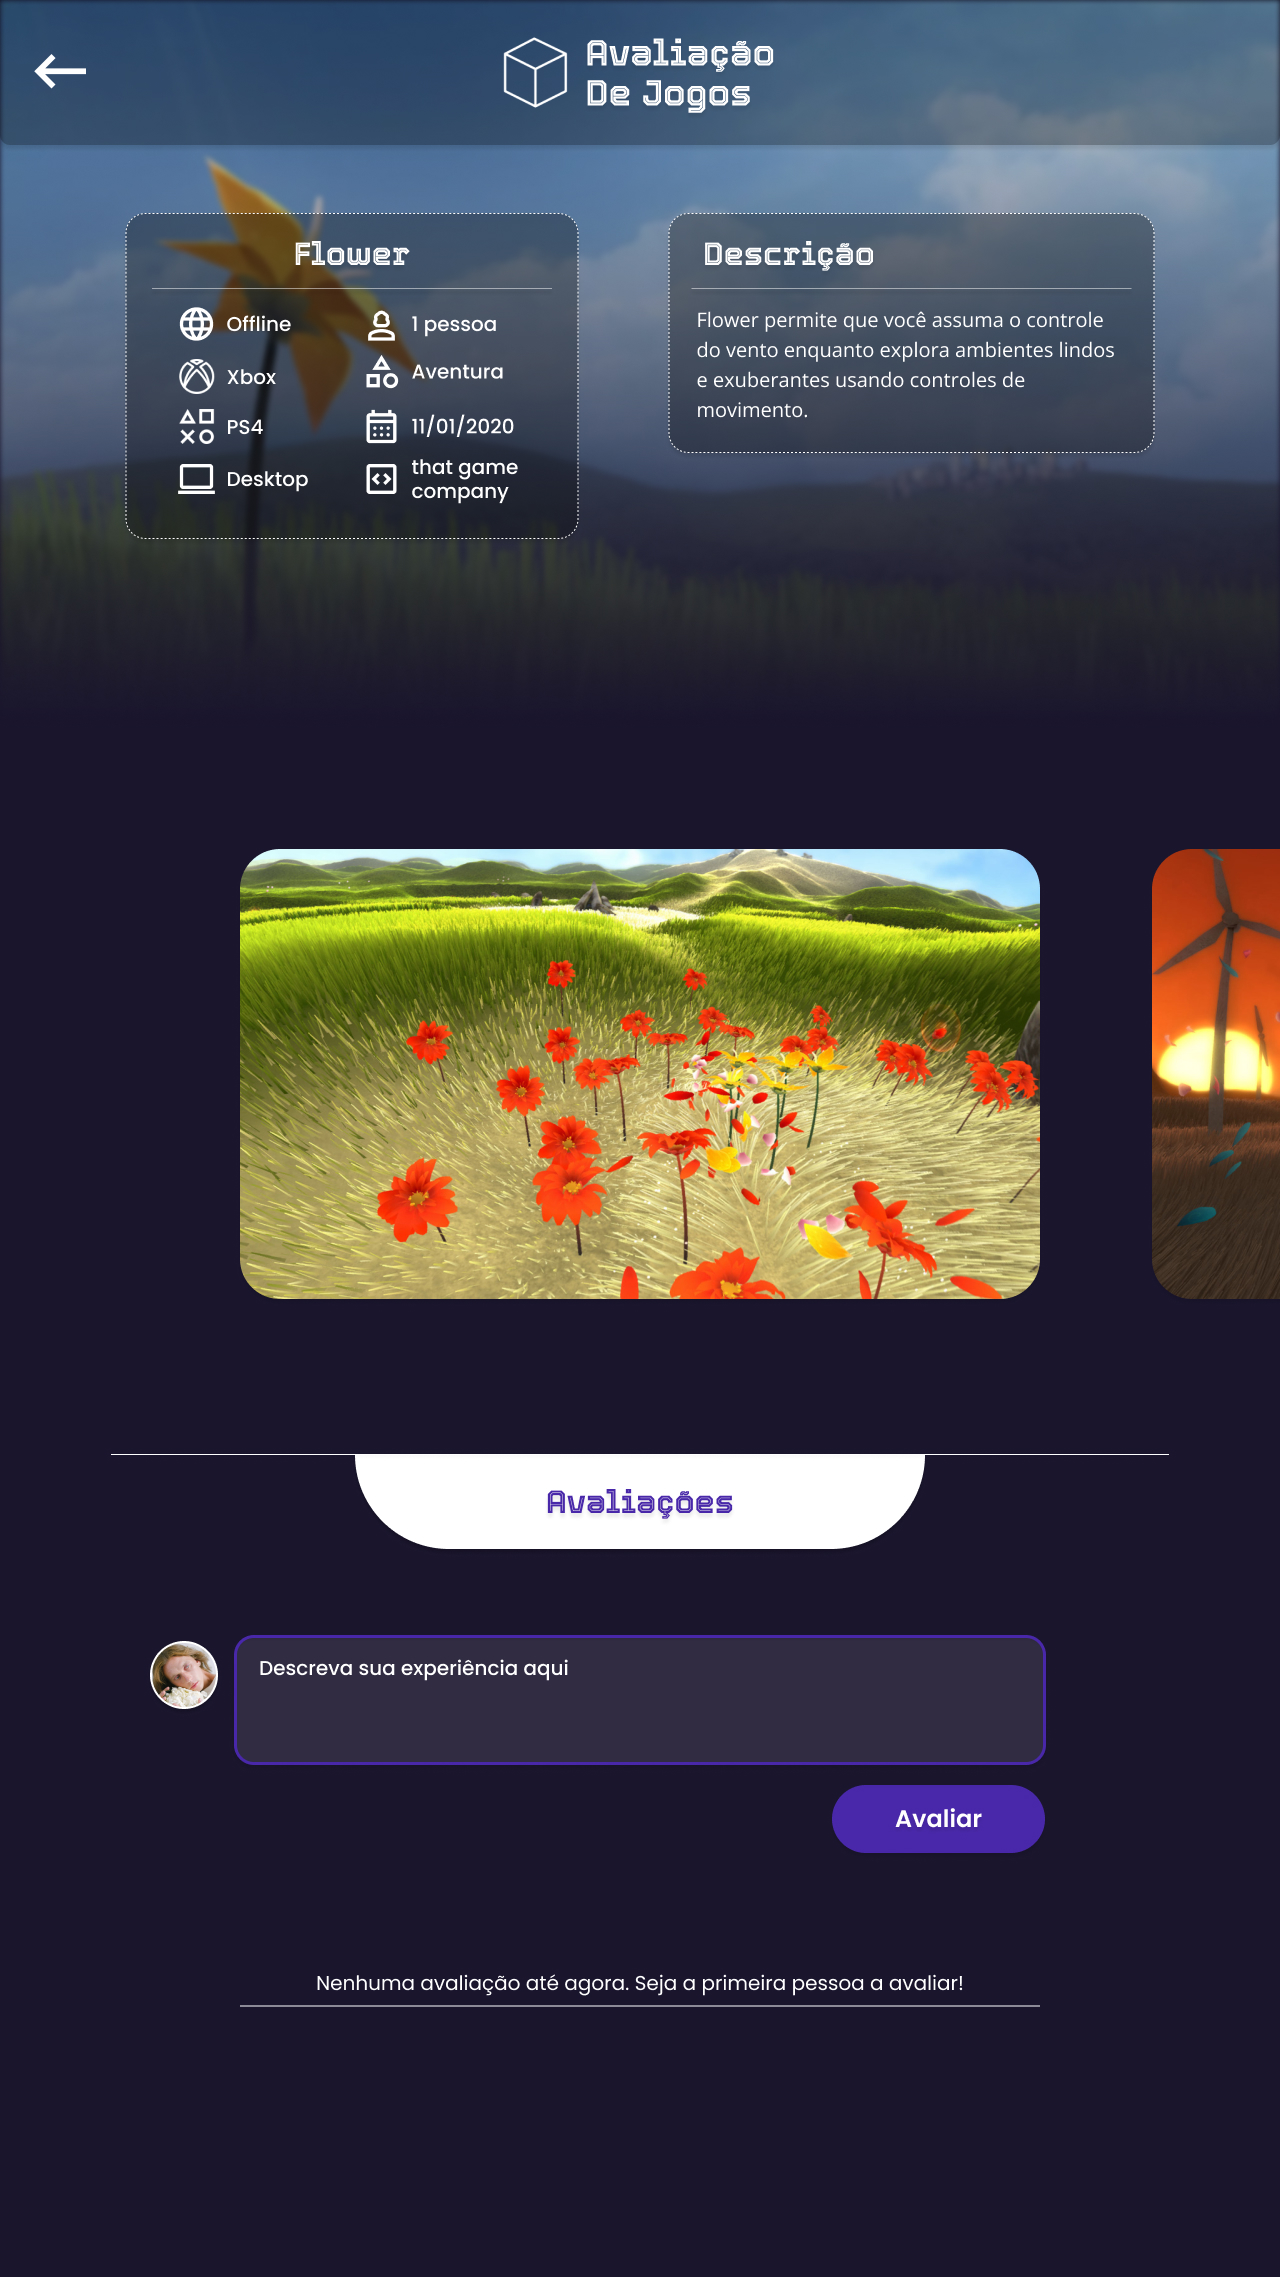 Avaliação
De Jogos
Flower
Offline
1 pessoa
Xbox
Aventura
PS4
11/01/2020
Desktop
that game
company
Descrição
Flower permite que você assuma o controle
do vento enquanto explora ambientes lindos
e exuberantes usando controles de
movimento.
Avaliações
Descreva sua experiência aqui
Avaliar
Nenhuma avaliação até agora. Seja a primeira pessoa a avaliar!